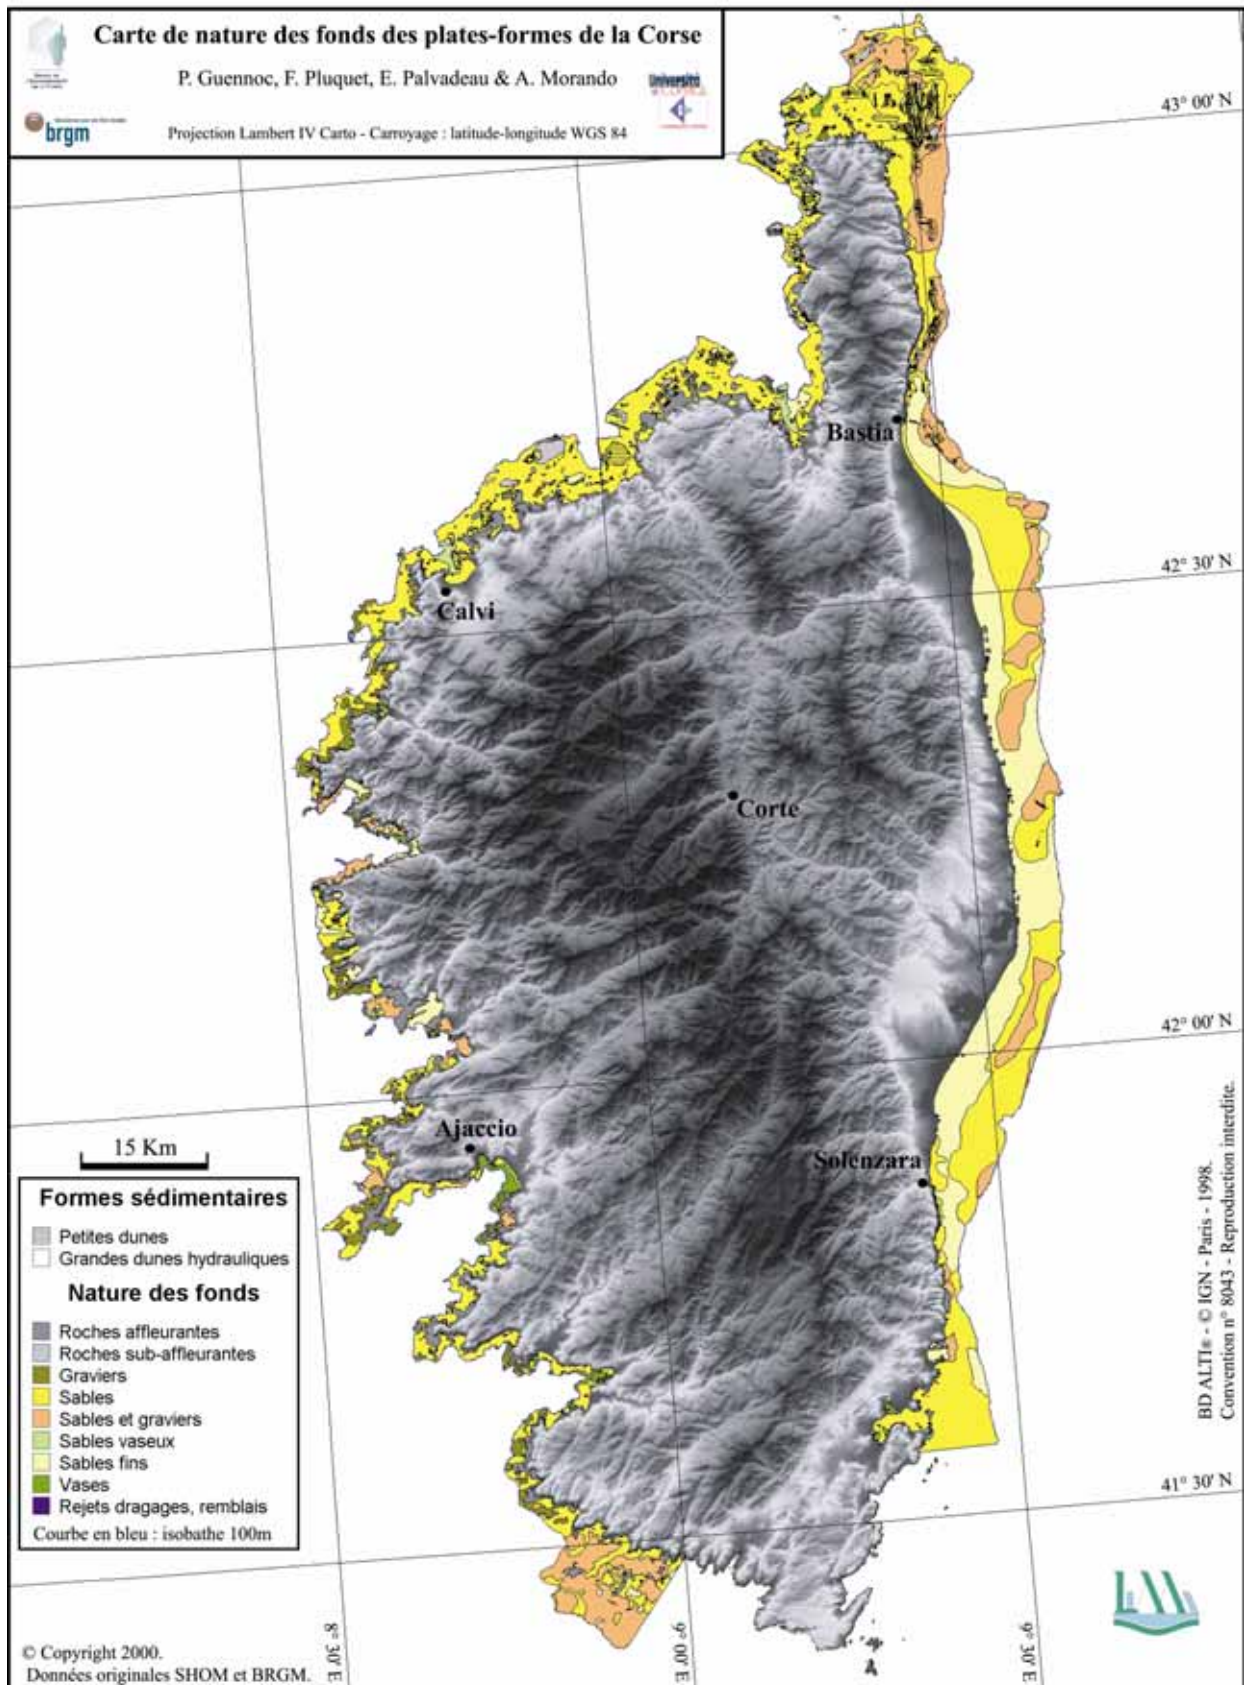 Carte de nature des fonds des plates-formes de la Corse
P. Guennoc, F. Pluquet, E. Palvadeau & A. Morando
Université
brgm
Projection Lambert IV Carto - Carroyage : latitude-longitude WGS 84
43° 00' N
Bastia
42° 30' N
Calvi
Corte
42° 00' N
Ajaccio
Solenzara
15 Km
Formes sédimentaires
Petites dunes
Grandes dunes hydrauliques
Nature des fonds
Roches affleurantes
Roches sub-affleurantes
Graviers
Sables
Sables et graviers
Sables vaseux
Sables fins
Vases
Rejets dragages, remblais
Courbe en bleu : isobathe 100m
BD ALTI® - © IGN - Paris - 1998.
Convention n° 8043 - Reproduction interdite.
41° 30' N
8° 30' E
9° 00' E
9° 30' E
© Copyright 2000.
Données originales SHOM et BRGM.